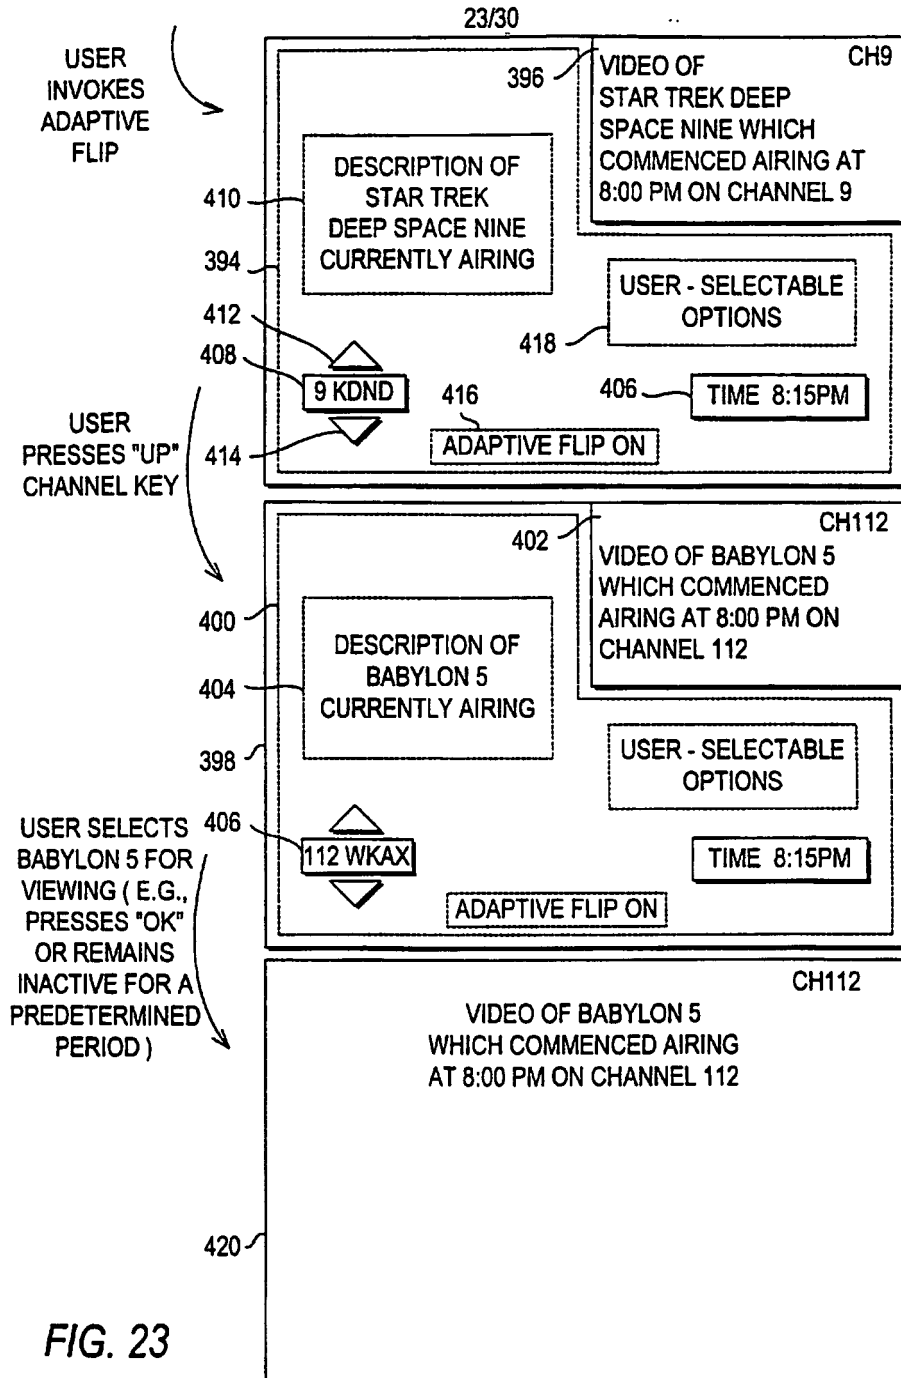 23/30
USER
INVOKES
ADAPTIVE
FLIP
396
CH9
VIDEO OF
STAR TREK DEEP
SPACE NINE WHICH
COMMENCED AIRING AT
8:00 PM ON CHANNEL 9
410
DESCRIPTION OF
STAR TREK
DEEP SPACE NINE
CURRENTLY AIRING
394
USER - SELECTABLE
OPTIONS
418
412
408
9 KDND
406
TIME 8:15PM
416
414
ADAPTIVE FLIP ON
USER
PRESSES "UP"
CHANNEL KEY
402
CH112
VIDEO OF BABYLON 5
WHICH COMMENCED
AIRING AT 8:00 PM ON
CHANNEL 112
400
DESCRIPTION OF
BABYLON 5
CURRENTLY AIRING
404
398
USER - SELECTABLE
OPTIONS
406
112 WKAX
TIME 8:15PM
ADAPTIVE FLIP ON
USER SELECTS
BABYLON 5 FOR
VIEWING ( E.G.,
PRESSES "OK"
OR REMAINS
INACTIVE FOR A
PREDETERMINED
PERIOD )
CH112
VIDEO OF BABYLON 5
WHICH COMMENCED AIRING
AT 8:00 PM ON CHANNEL 112
420
FIG. 23